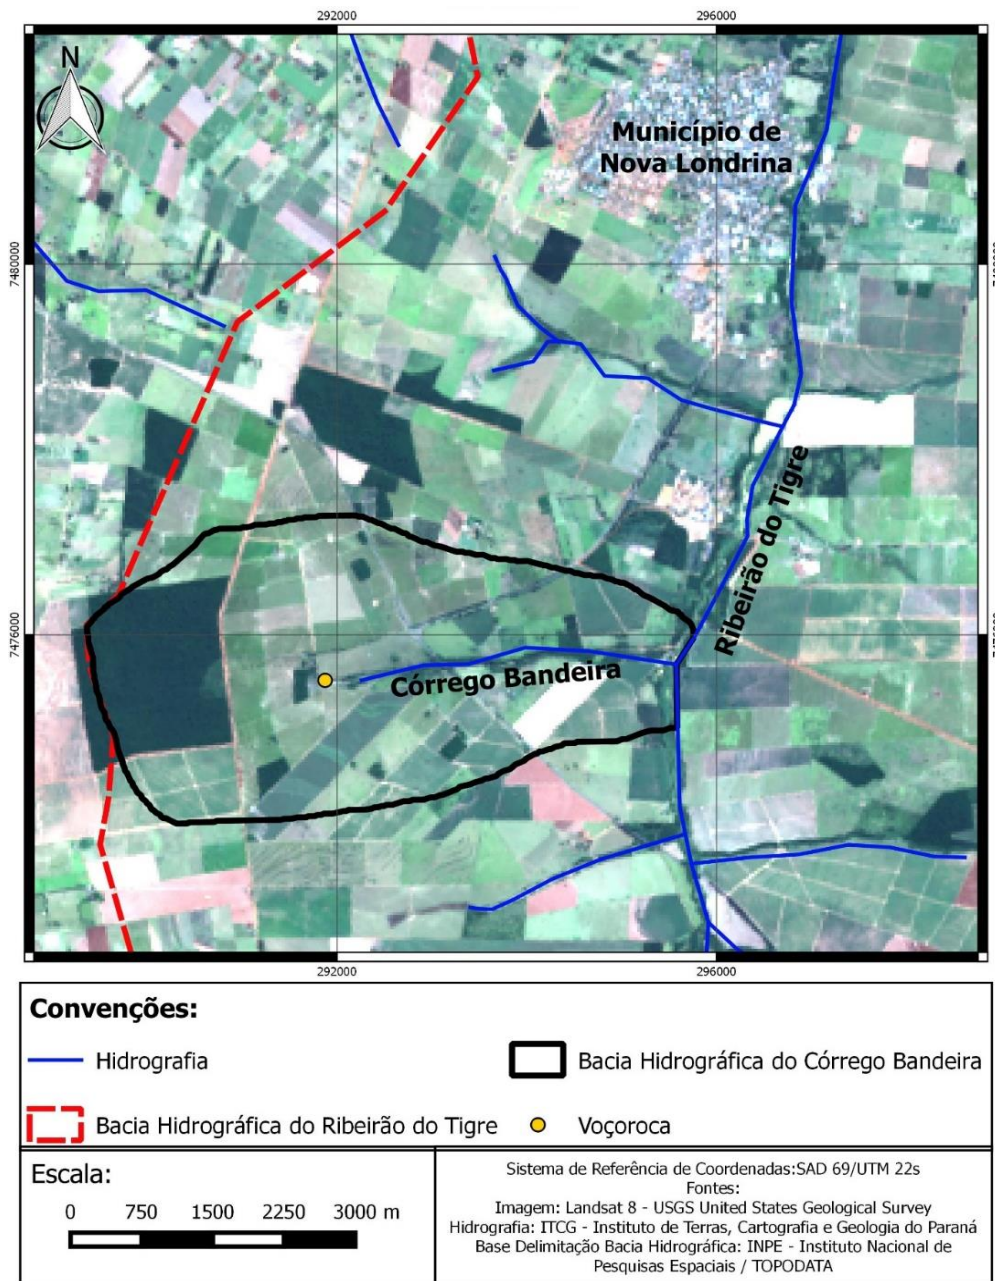 292000
296000
N
Município de
Nova Londrina
7480000
Ribeirão do Tigre
7476000
Córrego Bandeira
292000
296000
Convenções:
Hidrografia
Bacia Hidrográfica do Córrego Bandeira
Bacia Hidrográfica do Ribeirão do Tigre
Voçoroca
Escala:
0 750 1500 2250 3000 m
Sistema de Referência de Coordenadas:SAD 69/UTM 22s
Fontes:
Imagem: Landsat 8 - USGS United States Geological Survey
Hidrografia: ITCG - Instituto de Terras, Cartografia e Geologia do Paraná
Base Delimitação Bacia Hidrográfica: INPE - Instituto Nacional de
Pesquisas Espaciais / TOPODATA